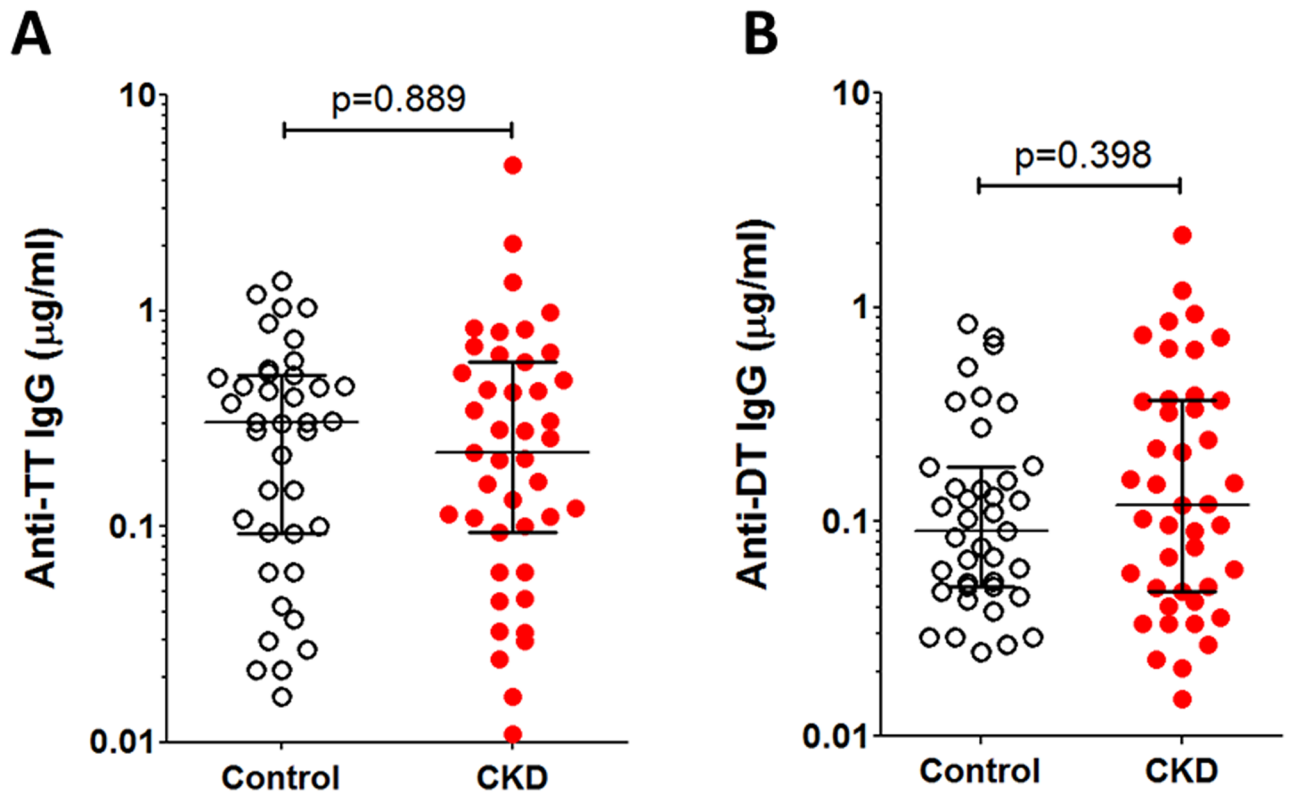 A
Anti-TT IgG (µg/ml)
10
1
0.1
0.01
p=0.889
Control CKD
B
Anti-DT IgG (µg/ml)
10
1
0.1
0.01
p=0.398
Control CKD